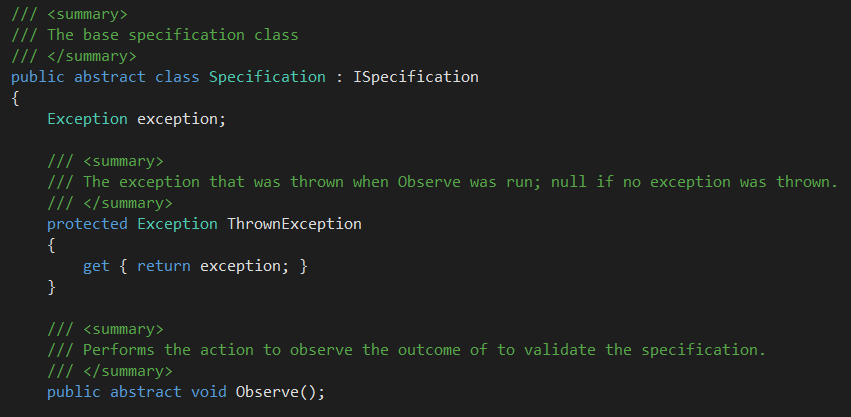 /// <summary>
/// The base specification class
/// </summary>
public abstract class Specification : ISpecification
{
    Exception exception;

    /// <summary>
    /// The exception that was thrown when Observe was run; null if no exception was thrown.
    /// </summary>
    protected Exception ThrownException
    {
        get { return exception; }
    }

    /// <summary>
    /// Performs the action to observe the outcome of to validate the specification.
    /// </summary>
    public abstract void Observe();